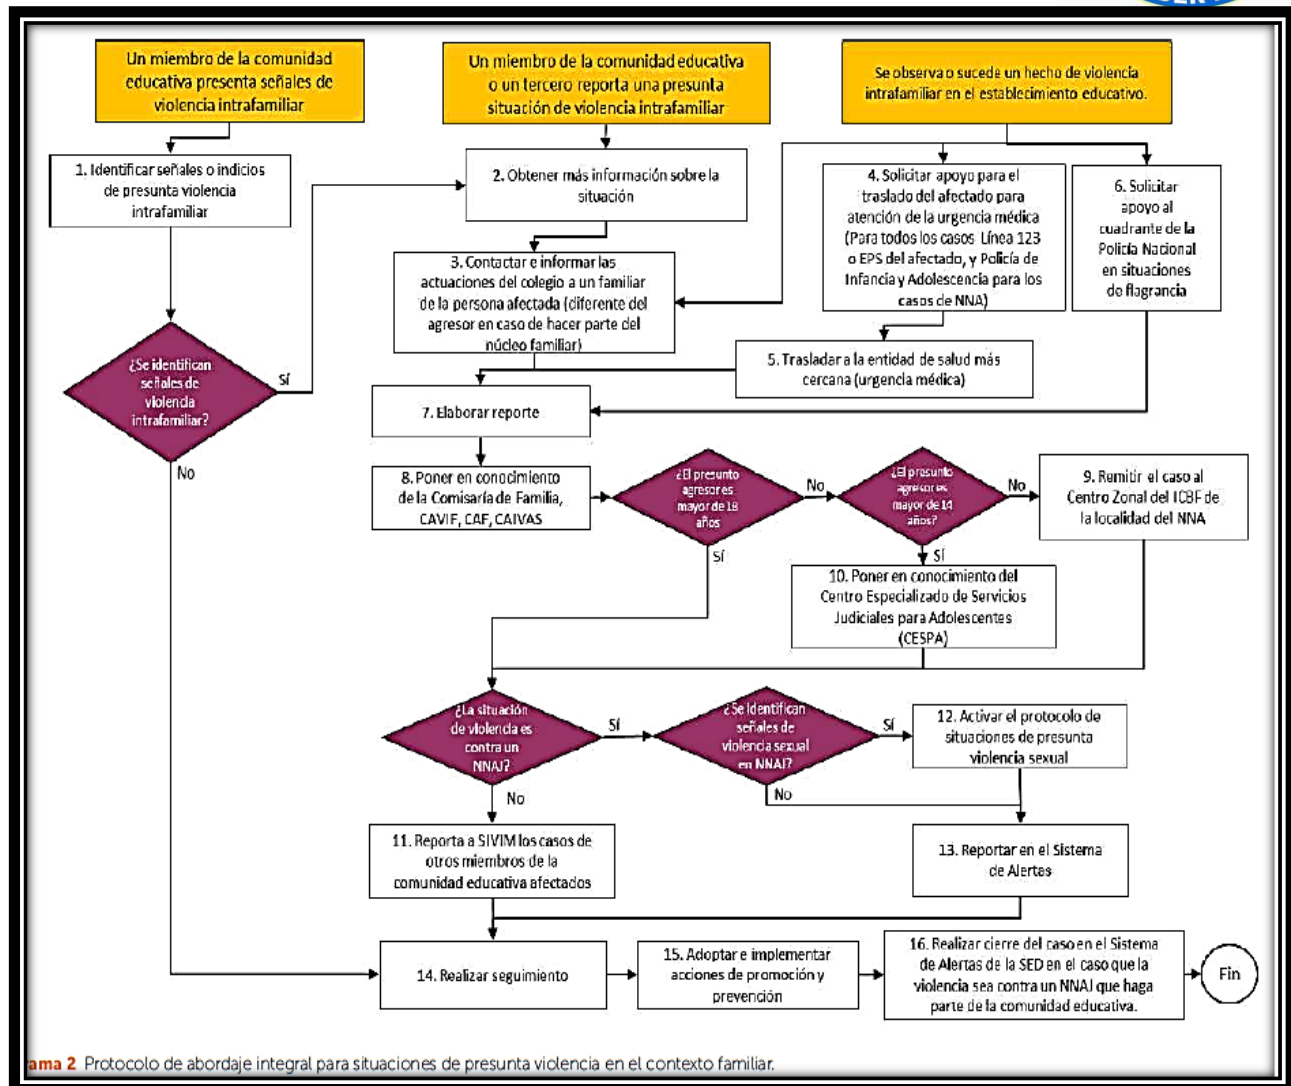 Un miembro de la comunidad
educativa presenta señales de
violencia intrafamiliar
Un miembro de la comunidad educativa
o un tercero reporta una presunta
situación de violencia intrafamiliar
Se observa o sucede un hecho de violencia
intrafamiliar en el establecimiento educativo.
1. Identificar señales o indicios
de presunta violencia
intrafamiliar
2. Obtener más información sobre la
situación
3. Contactar e informar las
actuaciones del colegio a un familiar
de la persona afectada (diferente del
agresor en caso de hacer parte del
núcleo familiar)
4. Solicitar apoyo para el
traslado del afectado para
atención de la urgencia médica
(Para todos los casos Línea 123
o EPS del afectado, y Policía de
Infancia y Adolescencia para los
casos de NNA)
6. Solicitar
apoyo al
cuadrante de la
Policía Nacional
en situaciones
de flagrancia
5. Trasladar a la entidad de salud más
cercana (urgencia médica)
¿Se identifican
señales de
violencia
intrafamiliar?
Sí
No
7. Elaborar reporte
8. Poner en conocimiento
de la Comisaría de Familia,
CAVIF, CAF, CAIVAS
¿El presunto
agresor es
mayor de 18
años
No
Sí
¿El presunto
agresor es
mayor de 14
años?
No
Sí
9. Remitir el caso al
Centro Zonal del ICBF de
la localidad del NNA
10. Poner en conocimiento del
Centro Especializado de Servicios
Judiciales para Adolescentes
(CESPA)
¿La situación
de violencia es
contra un
NNAJ?
Sí
No
¿Se identifican
señales de
violencia sexual
en NNAJ?
Sí
No
12. Activar el protocolo de
situaciones de presunta
violencia sexual
11. Reporta a SIVIM los casos de
otros miembros de la
comunidad educativa afectados
13. Reportar en el Sistema
de Alertas
14. Realizar seguimiento
15. Adoptar e implementar
acciones de promoción y
prevención
16. Realizar cierre del caso en el Sistema
de Alertas de la SED en el caso que la
violencia sea contra un NNAJ que haga
parte de la comunidad educativa.
Fin
ama 2 Protocolo de abordaje integral para situaciones de presunta violencia en el contexto familiar.